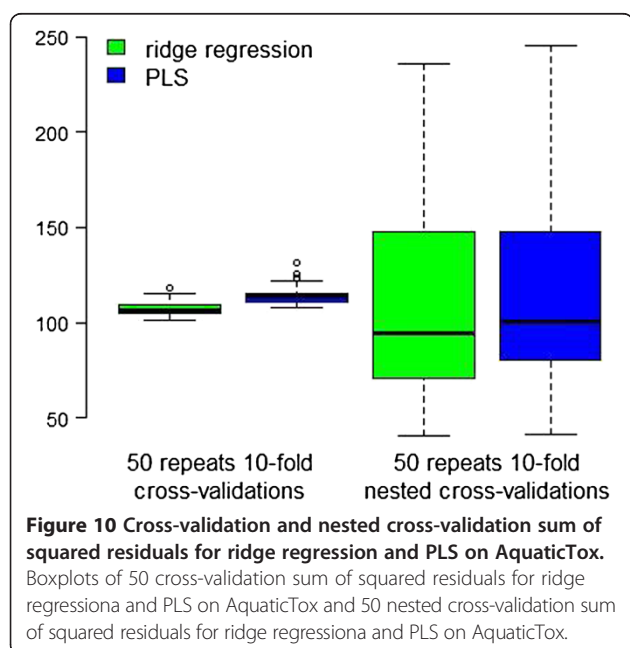 250
200
150
100
50
ridge regression
PLS
50 repeats 10-fold
cross-validations
50 repeats 10-fold
nested cross-validations
Figure 10 Cross-validation and nested cross-validation sum of
squared residuals for ridge regression and PLS on AquaticTox.
Boxplots of 50 cross-validation sum of squared residuals for ridge
regressiona and PLS on AquaticTox and 50 nested cross-validation sum
of squared residuals for ridge regressiona and PLS on AquaticTox.